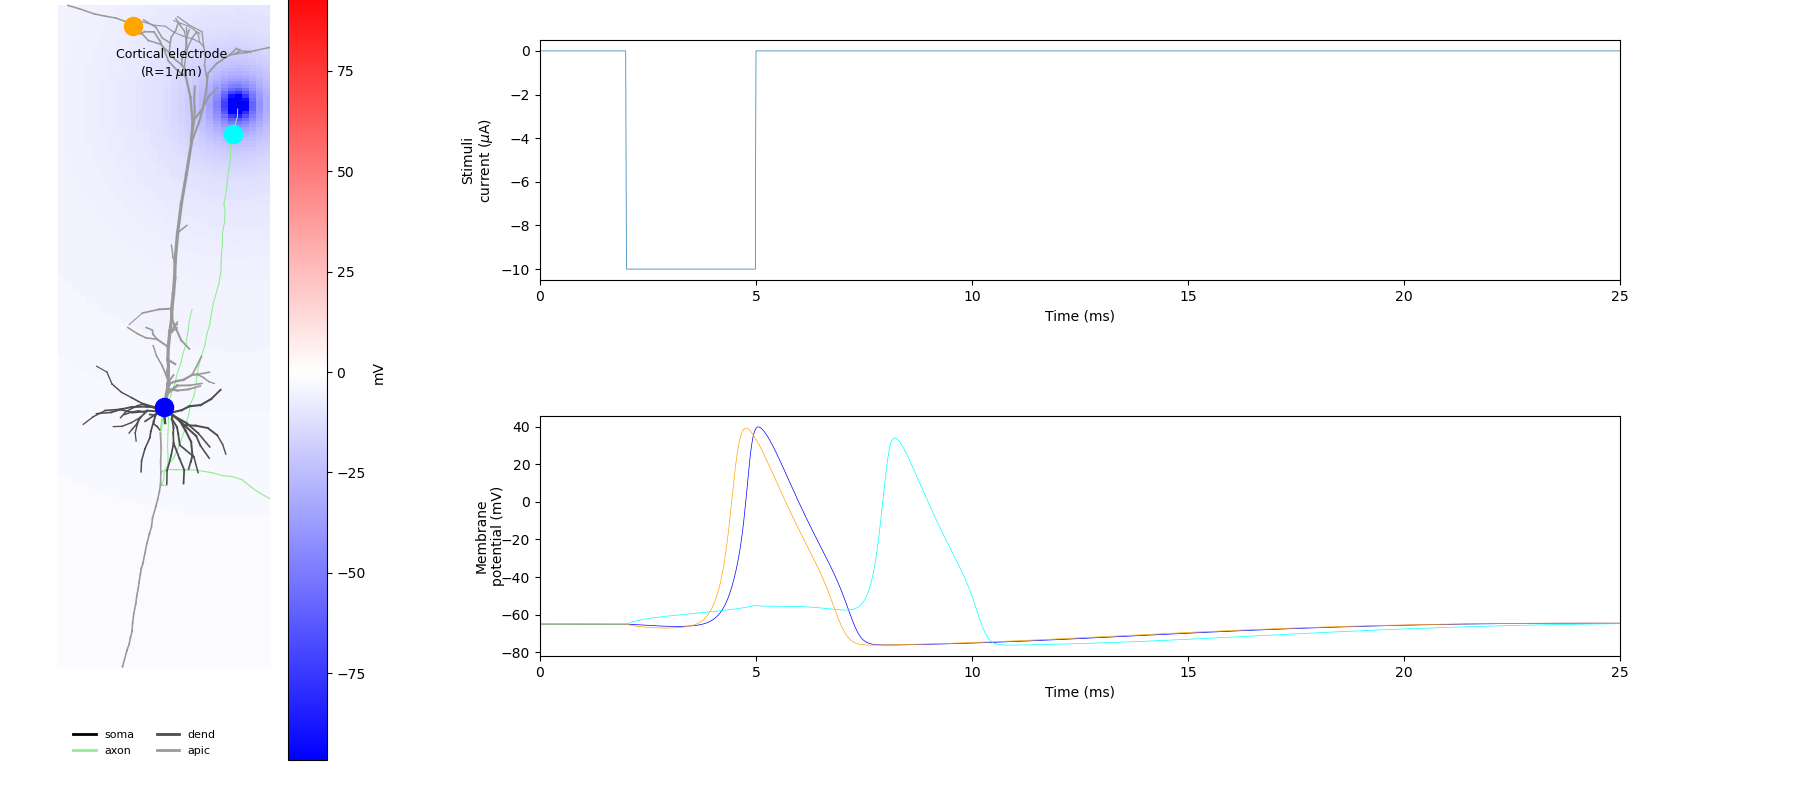 Cortical electrode
(R=1 μm)
75
50
25
0
−25
−50
−75
mV
soma
axon
dend
apic
0
−2
−4
−6
−8
−10
Stimuli
current (μA)
0 5 10 15 20 25
Time (ms)
40
20
0
−20
−40
−60
−80
Membrane
potential (mV)
0 5 10 15 20 25
Time (ms)